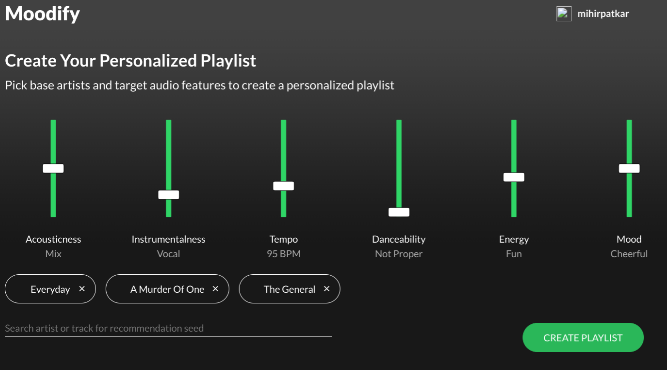 Moodify
mihirpatkar
Create Your Personalized Playlist
Pick base artists and target audio features to create a personalized playlist
Acousticness Instrumentalness Tempo Danceability Energy Mood
Mix Vocal 95 BPM Not Proper Fun Cheerful
Everyday × A Murder Of One × The General ×
Search artist or track for recommendation seed
CREATE PLAYLIST